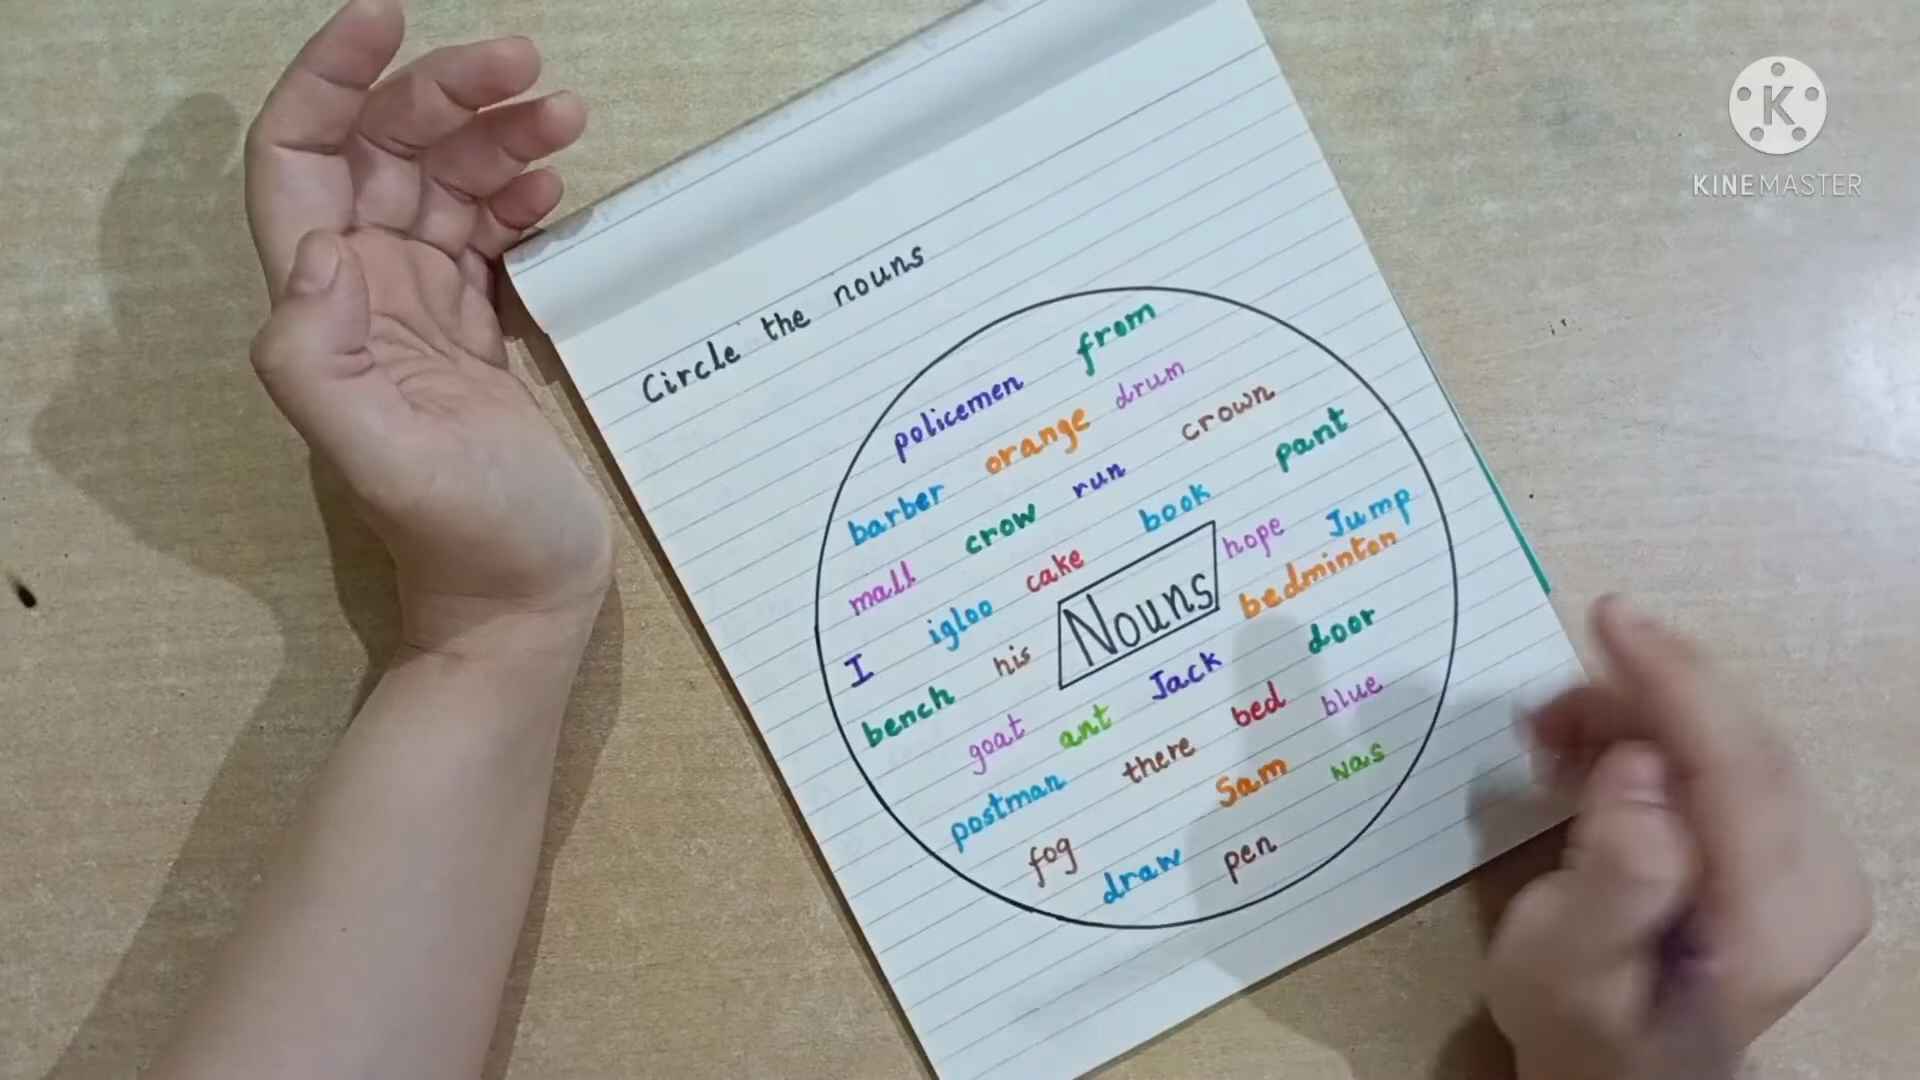 Circle the nouns
policemen from
barber orange drum
mall crow run crown
igloo cake book pant
I his Nouns hope Jump
bench Jack bedminton
goat ant door
postman there bed blue
fog Sam was
draw pen
KINEMASTER